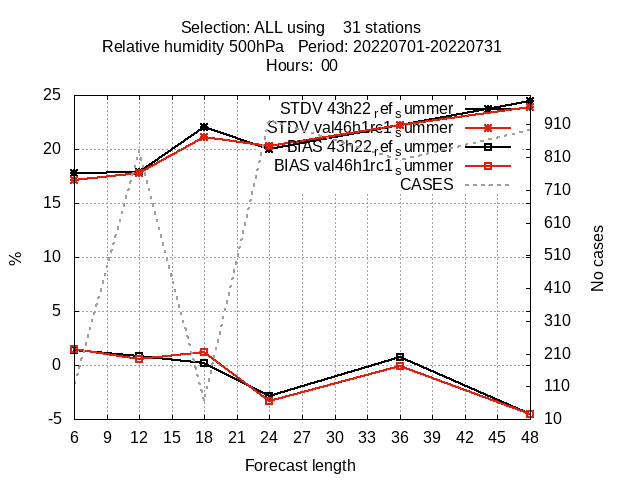 Selection: ALL using    31 stations
Relative humidity 500hPa   Period: 20220701-20220731
Hours:  00
25
20
15
10
5
0
-5
%
STDV 43h22_ref_summer
STDV val46h1rc1_summer
BIAS 43h22_ref_summer
BIAS val46h1rc1_summer
CASES
910
810
710
610
510
410
310
210
110
10
No cases
6 9 12 15 18 21 24 27 30 33 36 39 42 45 48
Forecast length